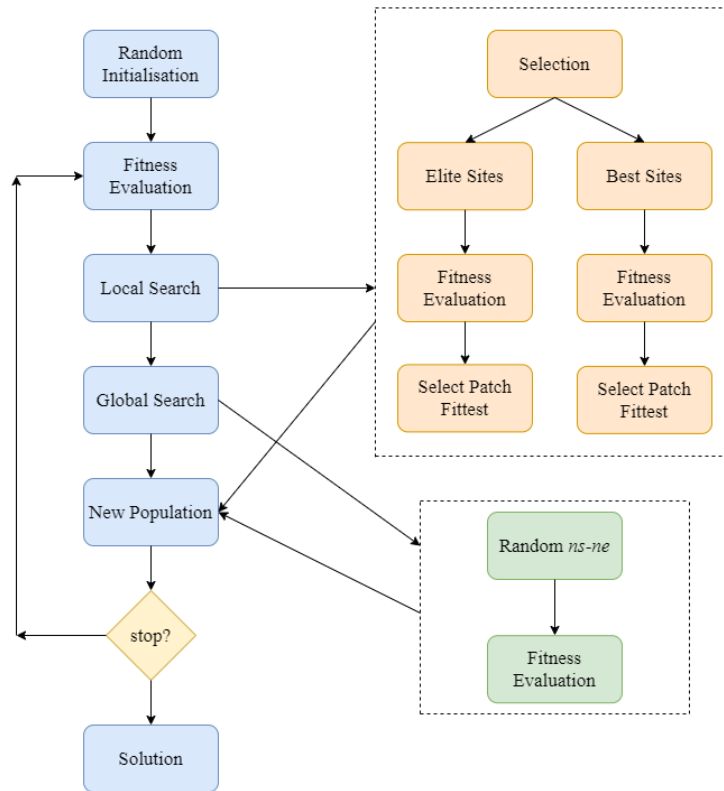 Random
Initialisation
Fitness
Evaluation
Local Search
Global Search
New Population
stop?
Solution
Selection
Elite Sites
Best Sites
Fitness
Evaluation
Fitness
Evaluation
Select Patch
Fittest
Select Patch
Fittest
Random ns-ne
Fitness
Evaluation